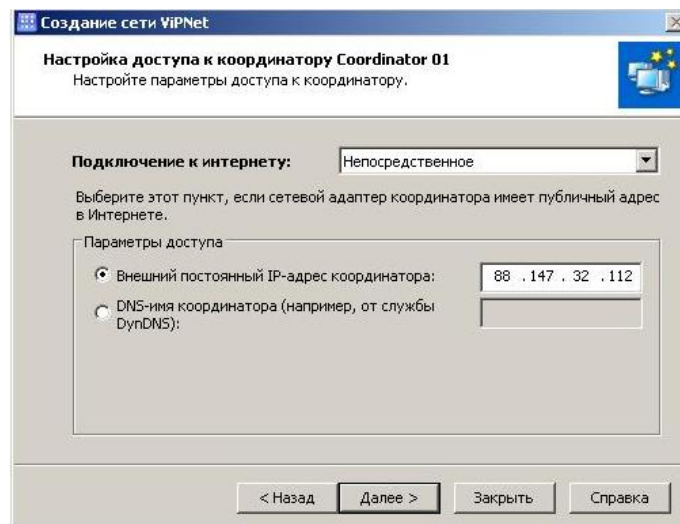 Создание сети ViPNet
Настройка доступа к координатору Coordinator 01
Настройте параметры доступа к координатору.
Подключение к интернету: Непосредственное
Выберите этот пункт, если сетевой адаптер координатора имеет публичный адрес
в Интернете.
Параметры доступа
Внешний постоянный IP-адрес координатора: 88 .147 . 32 .112
DNS-имя координатора (например, от службы
DynDNS):
< Назад Далее > Закрыть Справка